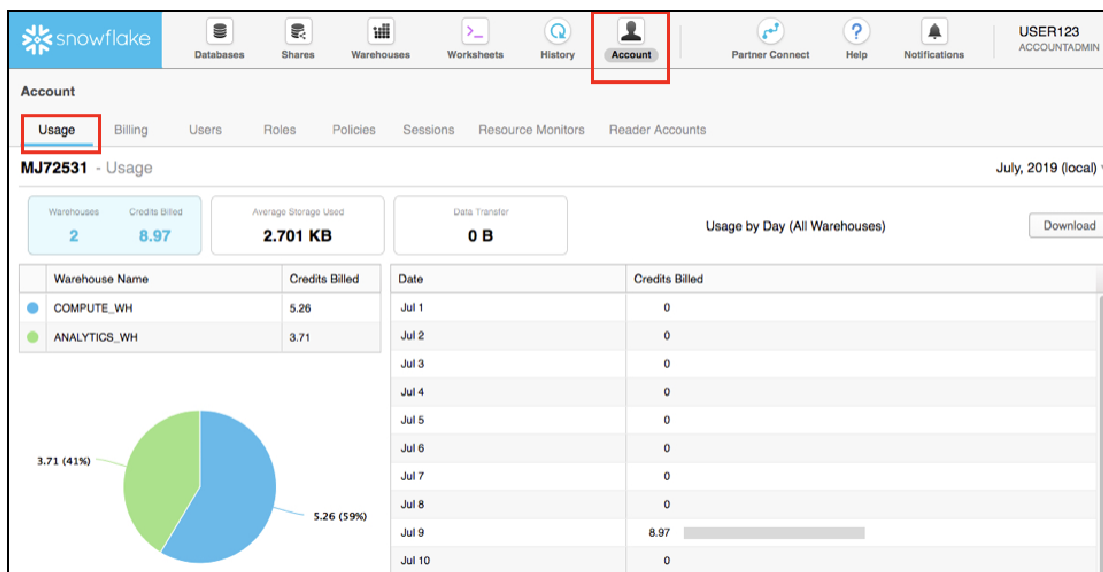 snowflake
Databases Shares Warehouses Worksheets History Account Partner Connect Help Notifications
USER123
ACCOUNTADMIN
Account
Usage Billing Users Roles Policies Sessions Resource Monitors Reader Accounts
MJ72531 - Usage
July, 2019 (local)
Warehouses Credits Billed
2 8.97
Average Storage Used
2.701 KB
Data Transfer
0 B
Usage by Day (All Warehouses)
Download
Warehouse Name Credits Billed
COMPUTE_WH 5.26
ANALYTICS_WH 3.71
3.71 (41%)
5.26 (59%)
Date Credits Billed
Jul 1 0
Jul 2 0
Jul 3 0
Jul 4 0
Jul 5 0
Jul 6 0
Jul 7 0
Jul 8 0
Jul 9 8.97
Jul 10 0